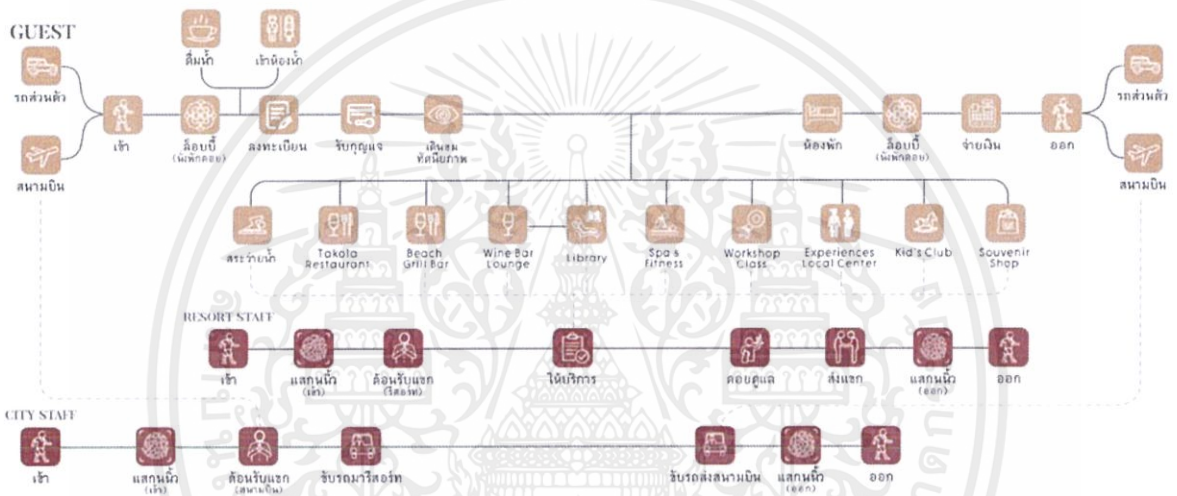 GUEST
ดื่มน้ำ เข้าห้องน้ำ
รถส่วนตัว รถส่วนตัว
เข้า ล็อบบี้ ลงทะเบียน รับกุญแจ เดินชม ห้องพัก ล็อบบี้ จ่ายเงิน ออก
(นั่งพักคอย) ทัศนียภาพ (นั่งพักคอย)
สนามบิน สนามบิน
สระว่ายน้ำ Takola Beach Wine Bar Library Spa & Workshop Experiences Kid's Club Souvenir
Restaurant Grill Bar Lounge Fitness Class Local Center Shop
RESORT STAFF
เข้า แสกนนิ้ว ต้อนรับแขก ให้บริการ คอยดูแล ส่งแขก แสกนนิ้ว ออก
(เข้า) (รีสอร์ท) (ออก)
CITY STAFF
เข้า แสกนนิ้ว ต้อนรับแขก ขับรถมารีสอร์ท ขับรถส่งสนามบิน แสกนนิ้ว ออก
(เข้า) (สนามบิน) (ออก)